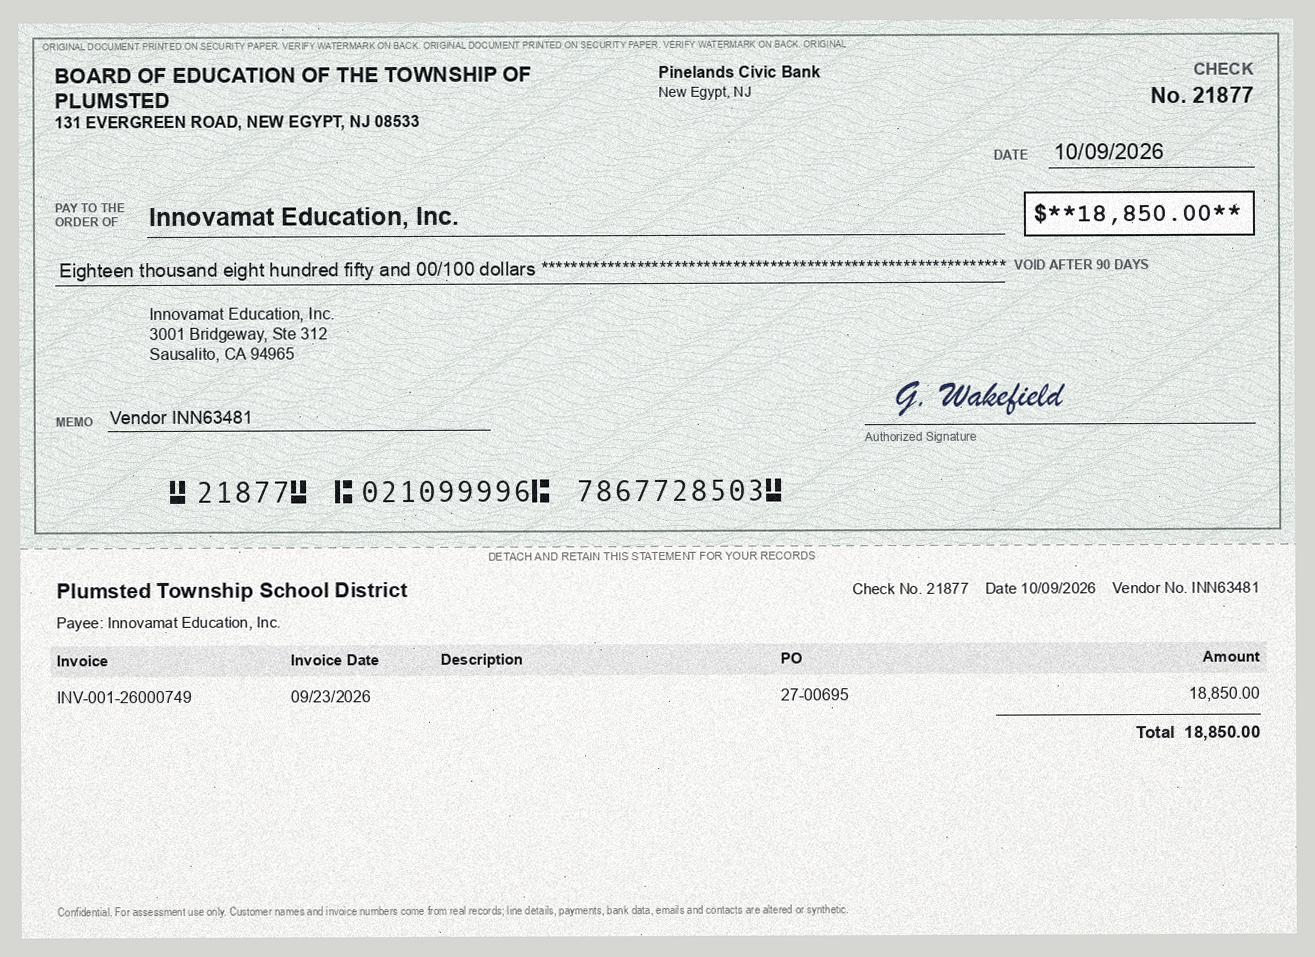 ORIGINAL DOCUMENT PRINTED ON SECURITY PAPER. VERIFY WATERMARK ON BACK. ORIGINAL DOCUMENT PRINTED ON SECURITY PAPER. VERIFY WATERMARK ON BACK. ORIGINAL
BOARD OF EDUCATION OF THE TOWNSHIP OF
PLUMSTED
131 EVERGREEN ROAD, NEW EGYPT, NJ 08533
Pinelands Civic Bank
New Egypt, NJ
CHECK
No. 21877
DATE 10/09/2026
PAY TO THE
ORDER OF
Innovamat Education, Inc.
$**18,850.00**
Eighteen thousand eight hundred fifty and 00/100 dollars ***************************************************************
VOID AFTER 90 DAYS
Innovamat Education, Inc.
3001 Bridgeway, Ste 312
Sausalito, CA 94965
MEMO Vendor INN63481
G. Wakefield
Authorized Signature
⑈21877⑈ ⑆021099996⑆ 7867728503⑈
DETACH AND RETAIN THIS STATEMENT FOR YOUR RECORDS
Plumsted Township School District
Check No. 21877 Date 10/09/2026 Vendor No. INN63481
Payee: Innovamat Education, Inc.
Invoice Invoice Date Description PO Amount
INV-001-26000749 09/23/2026 27-00695 18,850.00
Total 18,850.00
Confidential. For assessment use only. Customer names and invoice numbers come from real records; line details, payments, bank data, emails and contacts are altered or synthetic.